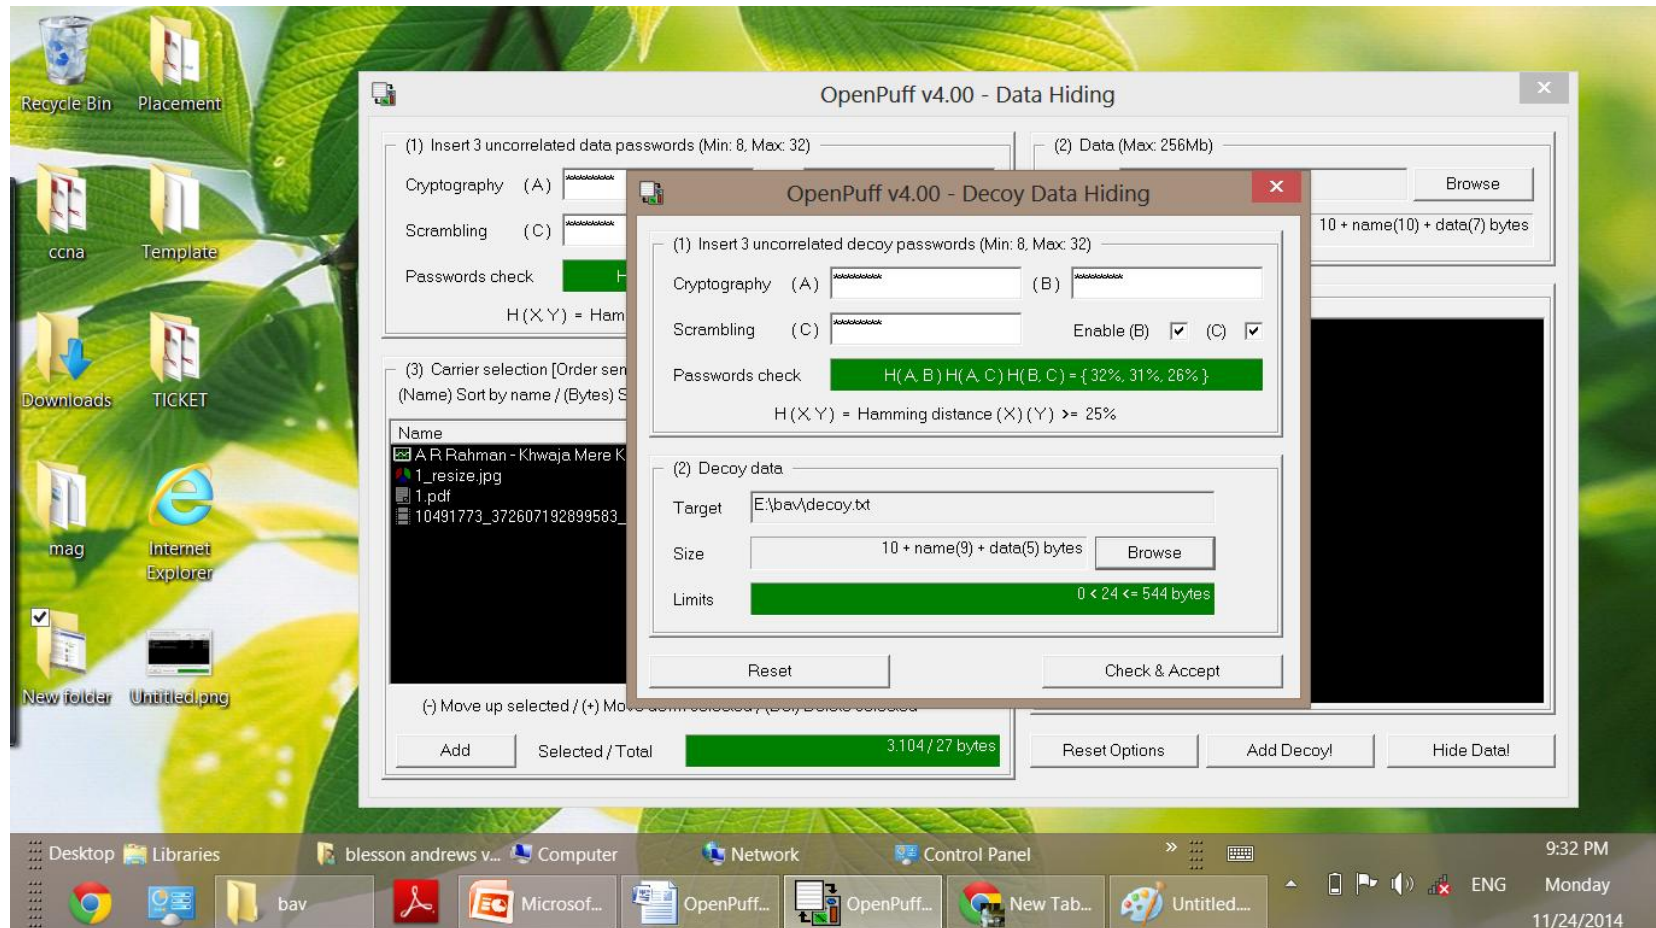 Recycle Bin
Placement
ccna
Template
Downloads
TICKET
mag
Internet Explorer
New folder
Untitled.png
OpenPuff v4.00 - Data Hiding
(1) Insert 3 uncorrelated data passwords (Min: 8, Max: 32)
Cryptography (A) *********
Scrambling (C) *********
Passwords check H
H(X,Y) = Ham
(2) Data (Max: 256Mb)
Browse
10 + name(10) + data(7) bytes
(3) Carrier selection [Order sen
(Name) Sort by name / (Bytes) S
Name
A R Rahman - Khwaja Mere K
1_resize.jpg
1.pdf
10491773_372607192899583_
(-) Move up selected / (+) Move down selected / (Del) Delete selected
Add
Selected / Total
3.104 / 27 bytes
Reset Options
Add Decoy!
Hide Data!
OpenPuff v4.00 - Decoy Data Hiding
(1) Insert 3 uncorrelated decoy passwords (Min: 8, Max: 32)
Cryptography (A) ********* (B) *********
Scrambling (C) ********* Enable (B) (C)
Passwords check H(A,B) H(A,C) H(B,C) = { 32%, 31%, 26% }
H(X,Y) = Hamming distance (X)(Y) >= 25%
(2) Decoy data
Target E:\bav\decoy.txt
Size 10 + name(9) + data(5) bytes Browse
Limits 0 < 24 <= 544 bytes
Reset
Check & Accept
Desktop Libraries blesson andrews v... Computer Network Control Panel »
9:32 PM
bav Microsof... OpenPuff... OpenPuff... New Tab... Untitled....
ENG Monday
11/24/2014